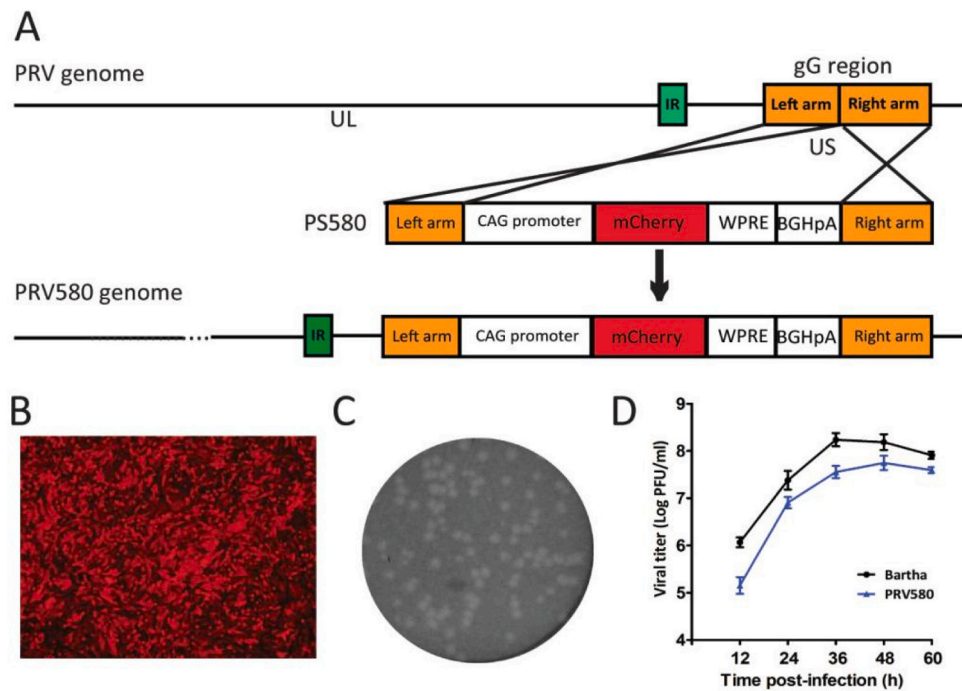 A
PRV genome
gG region
IR
Left arm
Right arm
UL
US
PS580
Left arm
CAG promoter
mCherry
WPRE
BGHpA
Right arm
PRV580 genome
...
IR
Left arm
CAG promoter
mCherry
WPRE
BGHpA
Right arm
B
C
D
Viral titer (Log PFU/ml)
9
8
7
6
5
4
Bartha
PRV580
12 24 36 48 60
Time post-infection (h)